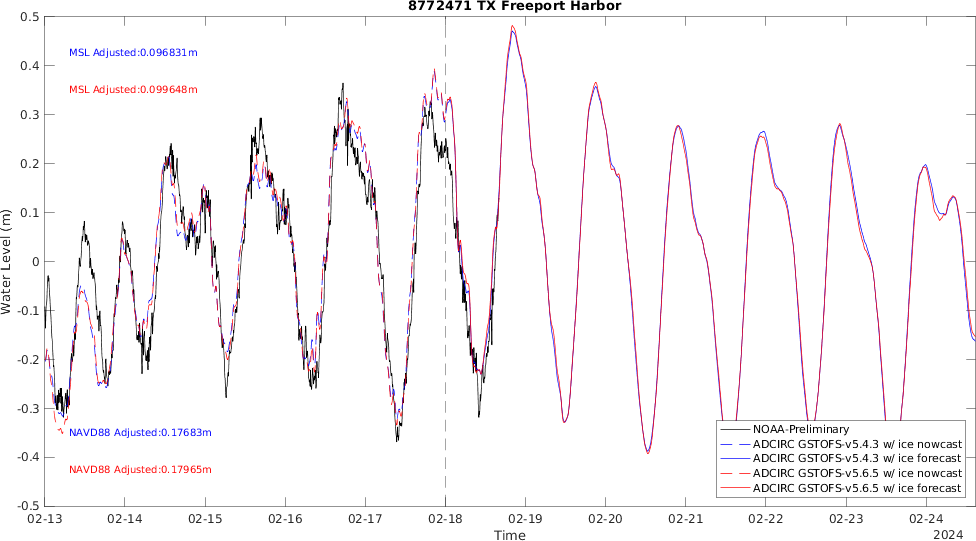 8772471 TX Freeport Harbor
0.5
0.4
0.3
0.2
0.1
0
-0.1
-0.2
-0.3
-0.4
-0.5
Water Level (m)
MSL Adjusted:0.096831m
MSL Adjusted:0.099648m
NAVD88 Adjusted:0.17683m
NAVD88 Adjusted:0.17965m
NOAA-Preliminary
ADCIRC GSTOFS-v5.4.3 w/ ice nowcast
ADCIRC GSTOFS-v5.4.3 w/ ice forecast
ADCIRC GSTOFS-v5.6.5 w/ ice nowcast
ADCIRC GSTOFS-v5.6.5 w/ ice forecast
02-13 02-14 02-15 02-16 02-17 02-18 02-19 02-20 02-21 02-22 02-23 02-24
Time
2024